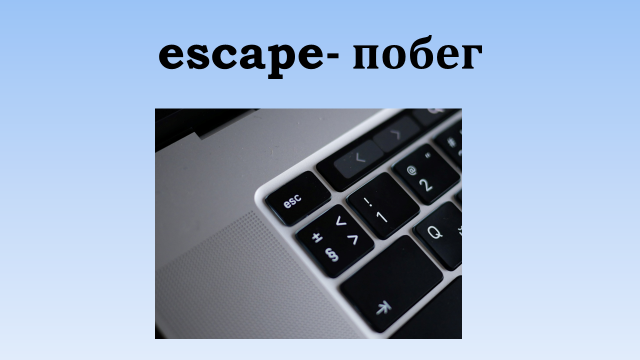 escape- побег
esc
! 1
@ " 2
± § < >
Q